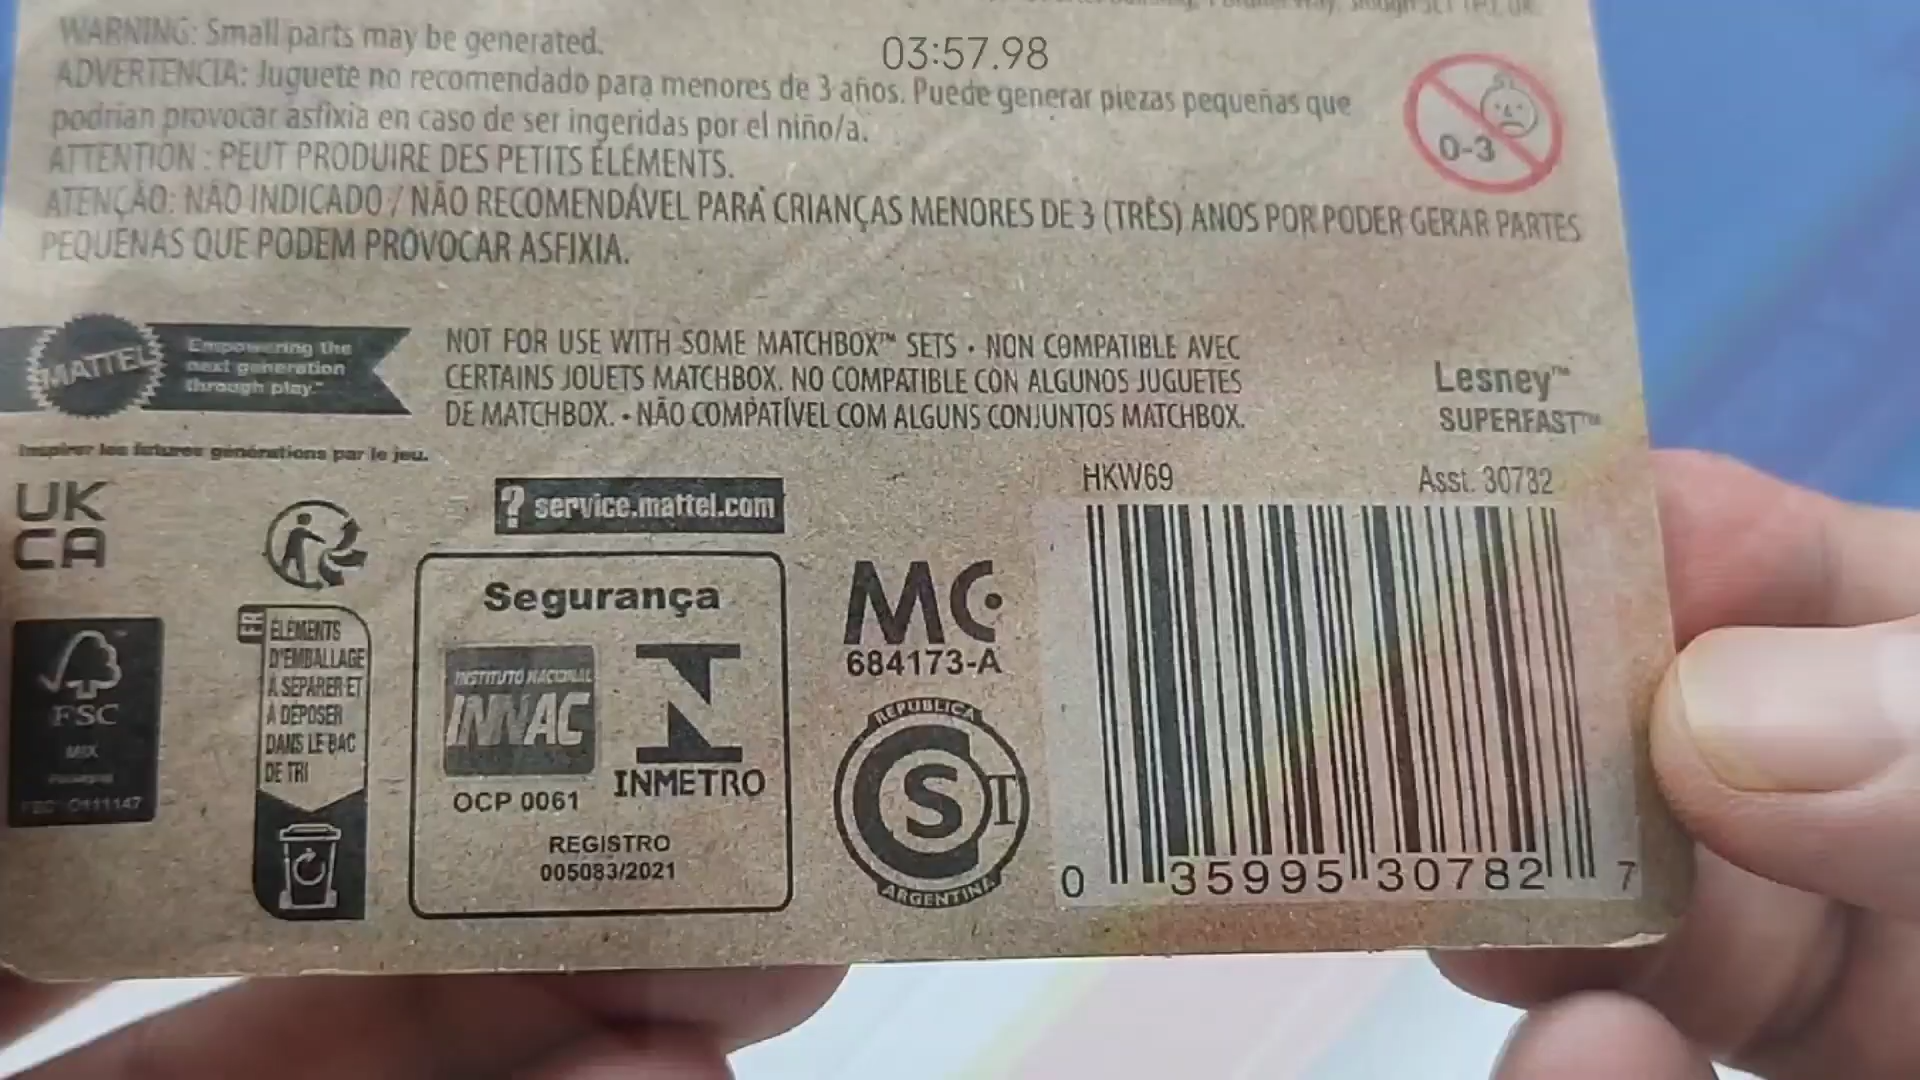 WARNING: Small parts may be generated.
03:57.98
ADVERTENCIA: Juguete no recomendado para menores de 3 años. Puede generar piezas pequeñas que
podrían provocar asfixia en caso de ser ingeridas por el niño/a.
ATTENTION : PEUT PRODUIRE DES PETITS ÉLÉMENTS.
ATENÇÃO: NÃO INDICADO / NÃO RECOMENDÁVEL PARA CRIANÇAS MENORES DE 3 (TRÊS) ANOS POR PODER GERAR PARTES
PEQUENAS QUE PODEM PROVOCAR ASFIXIA.
0-3
MATTEL
Empowering the
next generation
through play.™
Inspirer les futures générations par le jeu.
NOT FOR USE WITH SOME MATCHBOX™ SETS • NON COMPATIBLE AVEC
CERTAINS JOUETS MATCHBOX. NO COMPATIBLE CON ALGUNOS JUGUETES
DE MATCHBOX. • NÃO COMPATÍVEL COM ALGUNS CONJUNTOS MATCHBOX.
Lesney™
SUPERFAST™
UK
CA
? service.mattel.com
HKW69
Asst. 30782
FSC
MIX
FR
ÉLÉMENTS
D'EMBALLAGE
À SÉPARER ET
À DÉPOSER
DANS LE BAC
DE TRI
Segurança
INSTITUTO NACIONAL
INNAC
OCP 0061
INMETRO
REGISTRO
005083/2021
MC
684173-A
REPUBLICA
S T
ARGENTINA
0 35995 30782 7